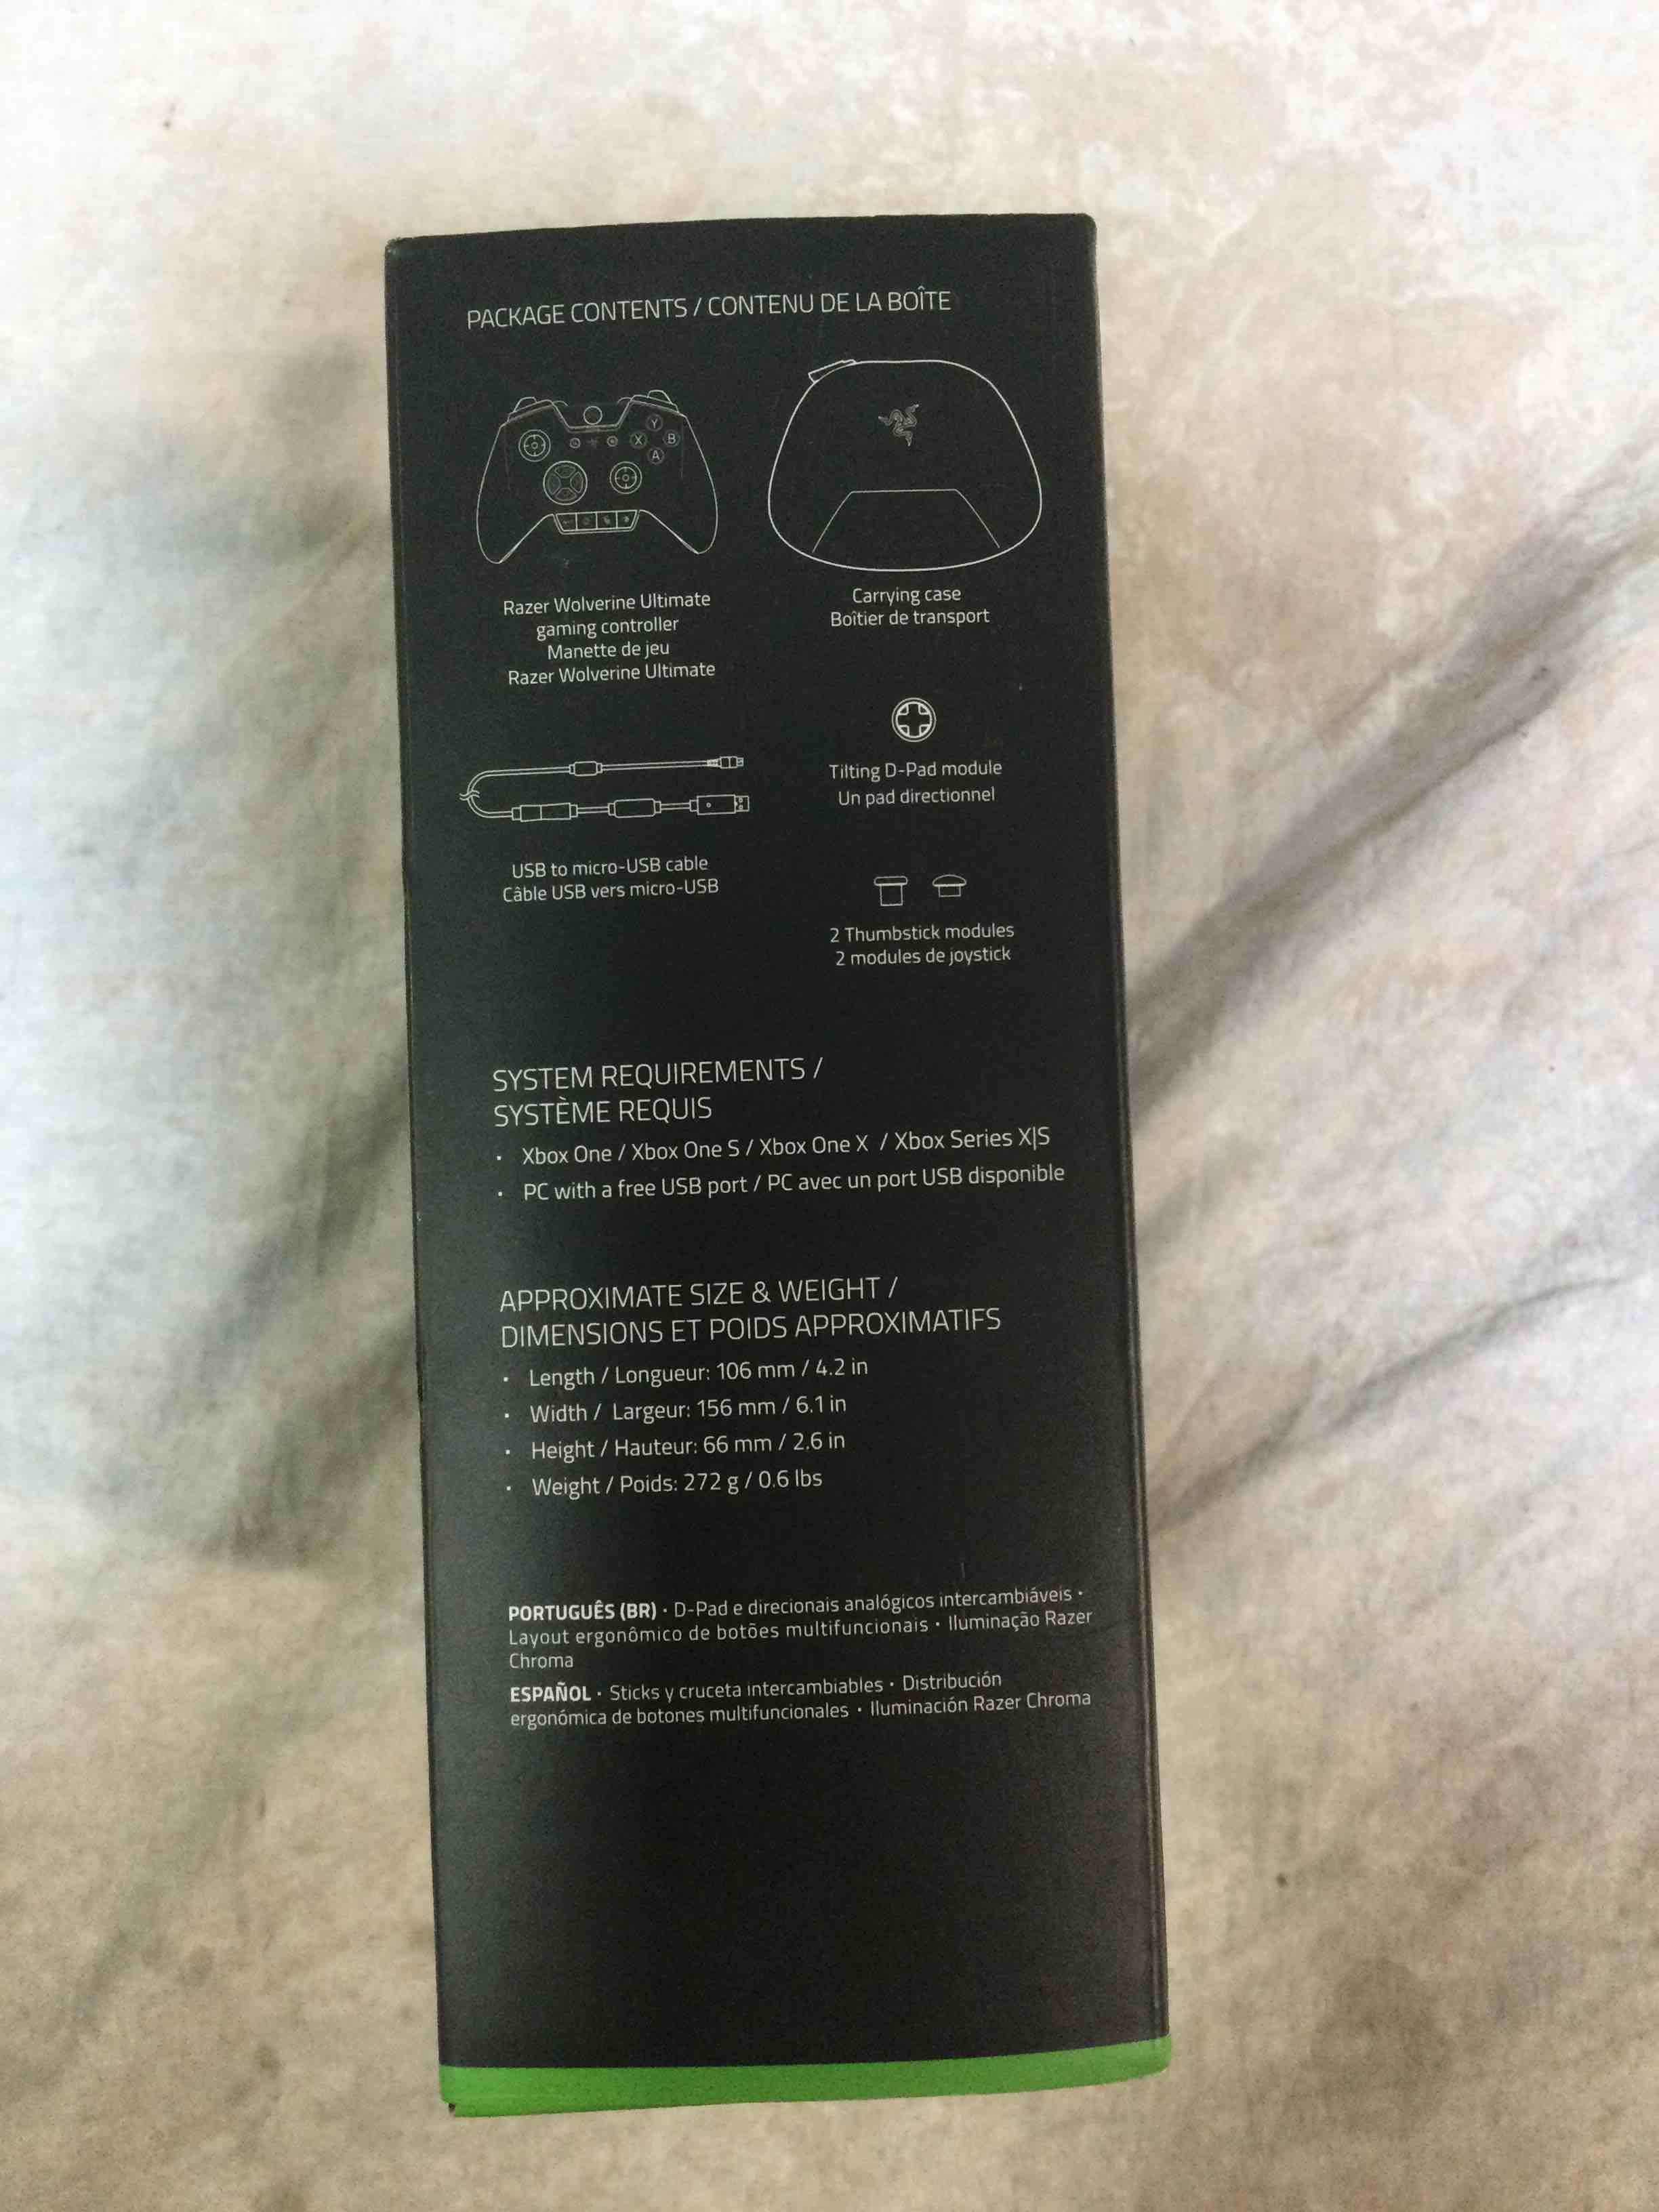 PACKAGE CONTENTS / CONTENU DE LA BOÎTE
Y
X
B
A
Razer Wolverine Ultimate
gaming controller
Manette de jeu
Razer Wolverine Ultimate
Carrying case
Boîtier de transport
Tilting D-Pad module
Un pad directionnel
USB to micro-USB cable
Câble USB vers micro-USB
2 Thumbstick modules
2 modules de joystick
SYSTEM REQUIREMENTS /
SYSTÈME REQUIS
· Xbox One / Xbox One S / Xbox One X / Xbox Series X|S
· PC with a free USB port / PC avec un port USB disponible
APPROXIMATE SIZE & WEIGHT /
DIMENSIONS ET POIDS APPROXIMATIFS
· Length / Longueur: 106 mm / 4.2 in
· Width / Largeur: 156 mm / 6.1 in
· Height / Hauteur: 66 mm / 2.6 in
· Weight / Poids: 272 g / 0.6 lbs
PORTUGUÊS (BR) · D-Pad e direcionais analógicos intercambiáveis ·
Layout ergonômico de botões multifuncionais · Iluminação Razer
Chroma
ESPAÑOL · Sticks y cruceta intercambiables · Distribución
ergonómica de botones multifuncionales · Iluminación Razer Chroma